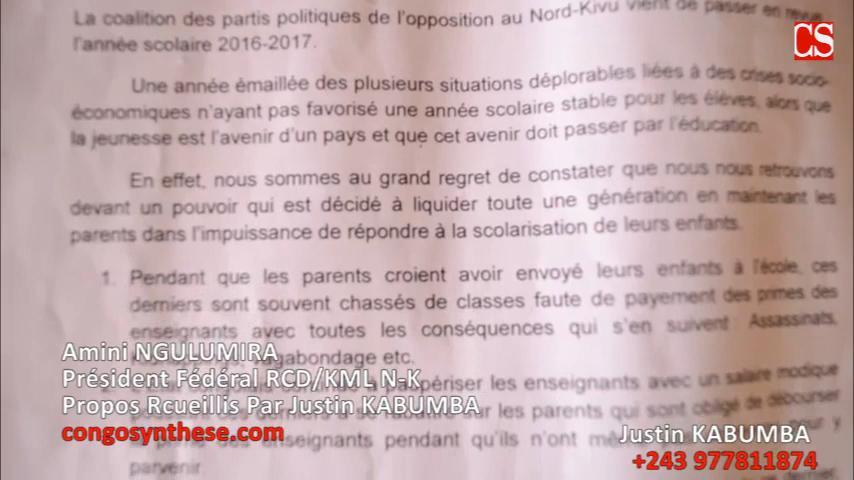 La coalition des partis politiques de l'opposition au Nord-Kivu vient de passer en revue
l'année scolaire 2016-2017.
CS
Une année émaillée des plusieurs situations déplorables liées à des crises socio-
économiques n'ayant pas favorisé une année scolaire stable pour les élèves, alors que
la jeunesse est l'avenir d'un pays et que cet avenir doit passer par l'éducation.
En effet, nous sommes au grand regret de constater que nous nous retrouvons
devant un pouvoir qui est décidé à liquider toute une génération en maintenant les
parents dans l'impuissance de répondre à la scolarisation de leurs enfants.
1. Pendant que les parents croient avoir envoyé leurs enfants à l'école, ces
derniers sont souvent chassés de classes faute de payement des primes des
enseignants avec toutes les conséquences qui s'en suivent : Assassinats,
vagabondage etc.
les enseignants avec un salaire modique
les parents qui sont obligé de débourser
enseignants pendant qu'ils n'ont y
parvenir.
Amini NGULUMIRA
Président Fédéral RCD/KML N-K
Propos Rcueillis Par Justin KABUMBA
congosynthese.com
Justin KABUMBA
+243 977811874